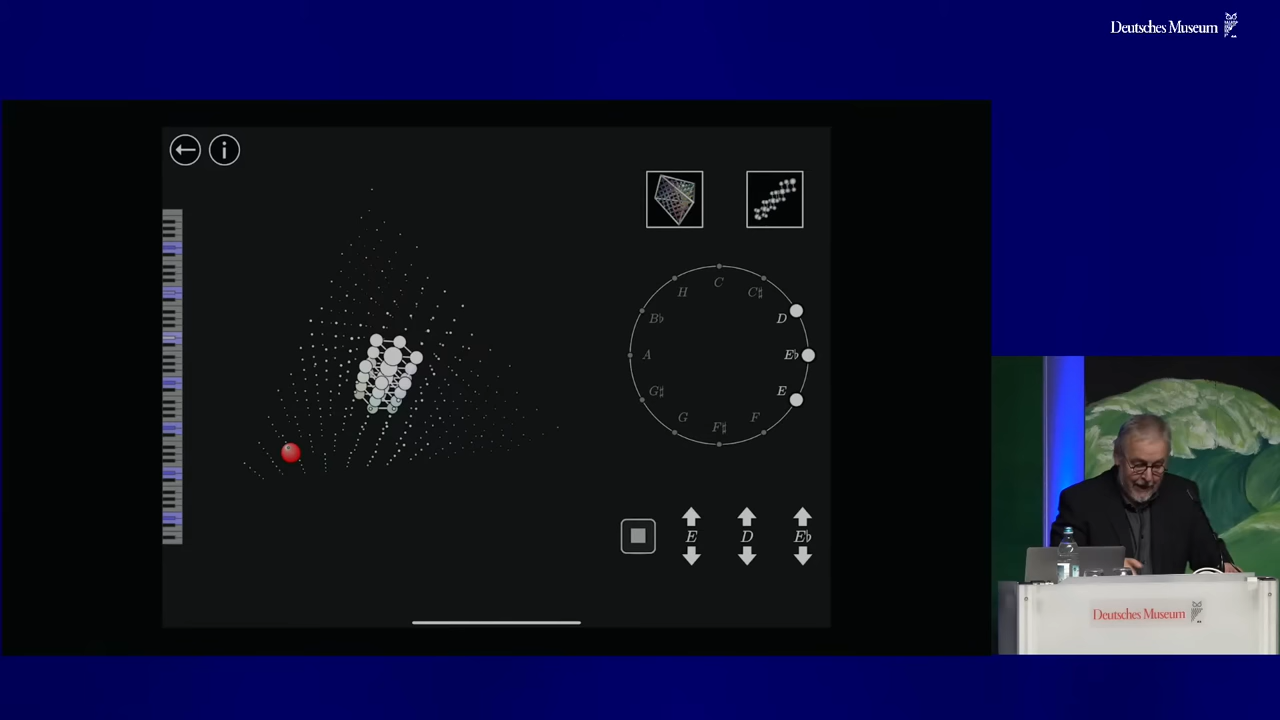 Deutsches Museum
i
C
C♯
D
E♭
E
F
F♯
G
G♯
A
B♭
H
E
D
E♭
Deutsches Museum